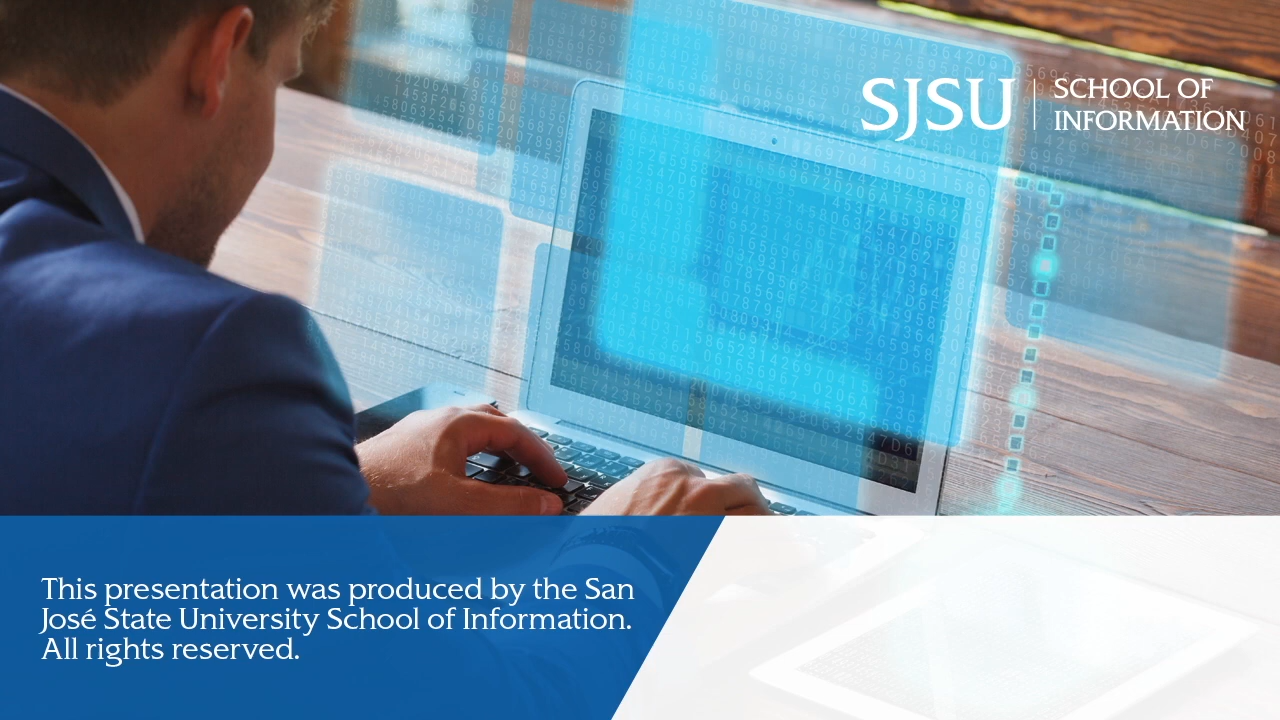 SJSU
SCHOOL OF
INFORMATION
This presentation was produced by the San
José State University School of Information.
All rights reserved.